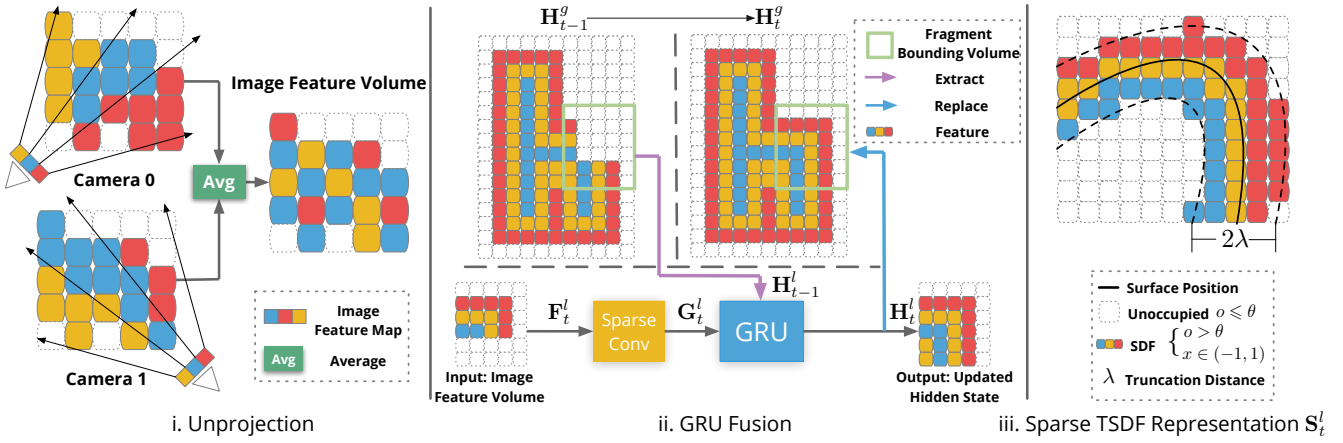 Camera 0
Image Feature Volume
Avg
Camera 1
Image
Feature Map
Avg
Average
i. Unprojection
H^g_{t-1}
H^g_t
Fragment
Bounding Volume
Extract
Replace
Feature
H^l_{t-1}
F^l_t
Sparse
Conv
G^l_t
GRU
H^l_t
Input: Image
Feature Volume
Output: Updated
Hidden State
ii. GRU Fusion
2λ
Surface Position
Unoccupied o ⩽ θ
SDF { o > θ
x ∈ (-1, 1)
λ Truncation Distance
iii. Sparse TSDF Representation S^l_t